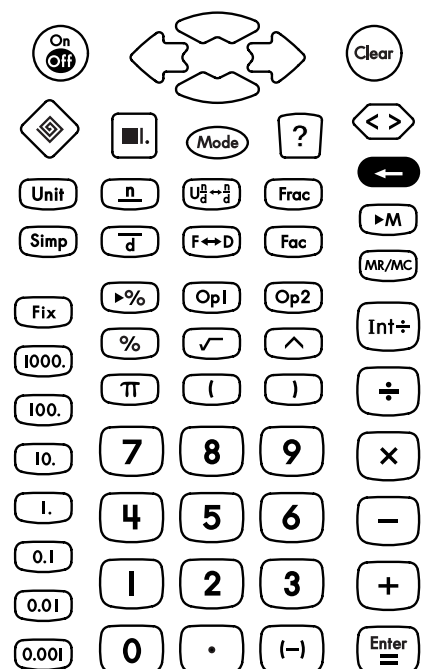 On
Off
Clear
Mode
?
< >
Unit
n
U n/d ↔ n/d
Frac
←
▸M
Simp
d
F↔D
Fac
MR/MC
▸%
Op1
Op2
Fix
Int÷
%
√
^
1000.
π
(
)
÷
100.
7
8
9
×
10.
1.
4
5
6
−
0.1
1
2
3
+
0.01
0
.
(−)
Enter
=
0.001